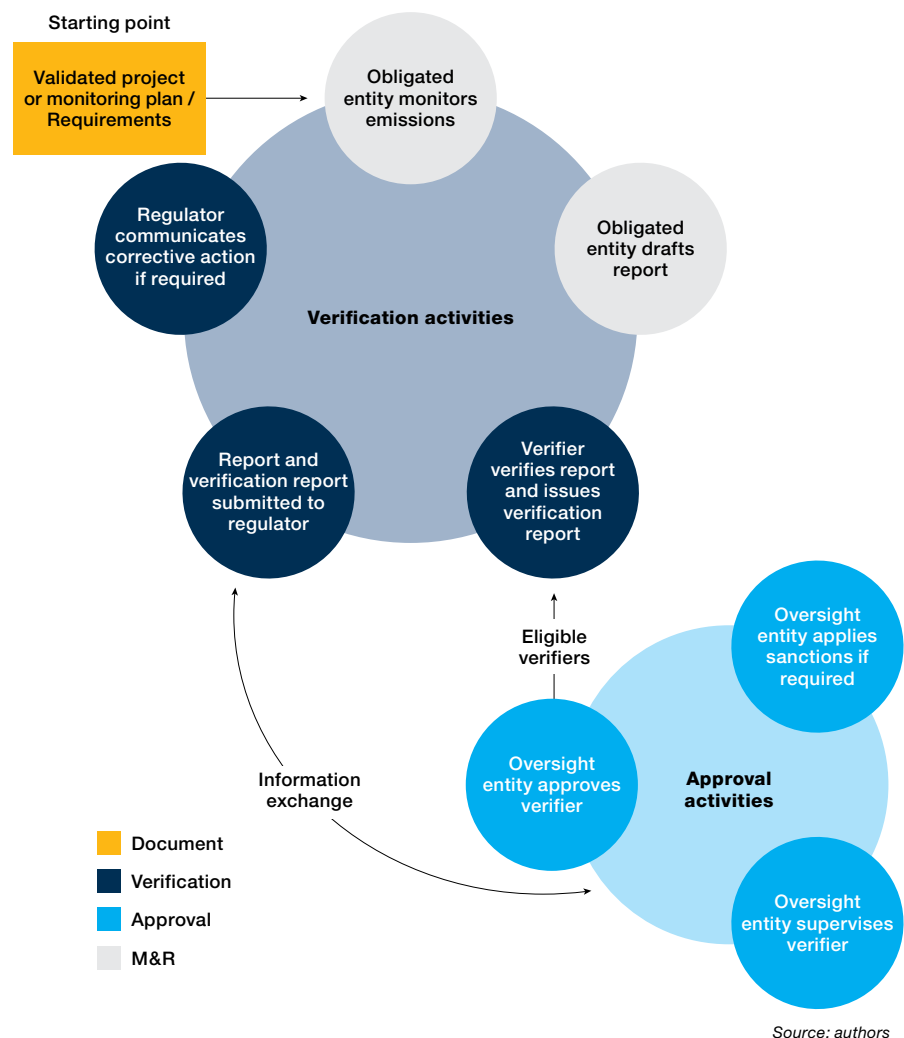 Starting point
Validated project
or monitoring plan /
Requirements
Obligated
entity monitors
emissions
Regulator
communicates
corrective action
if required
Obligated
entity drafts
report
Verification activities
Report and
verification report
submitted to
regulator
Verifier
verifies report
and issues
verification
report
Eligible
verifiers
Oversight
entity applies
sanctions if
required
Oversight
entity approves
verifier
Approval
activities
Information
exchange
Oversight
entity supervises
verifier
Document
Verification
Approval
M&R
Source: authors